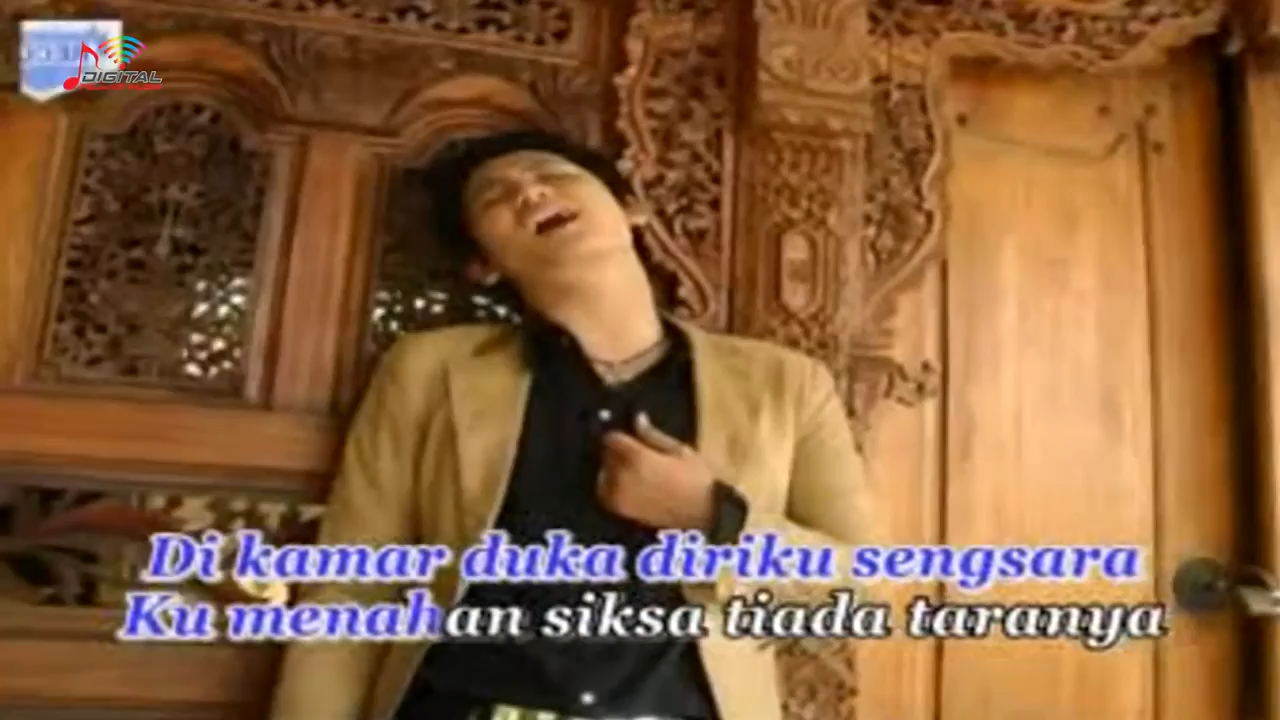 DIGITAL
Di kamar duka diriku sengsara
Ku menahan siksa tiada taranya